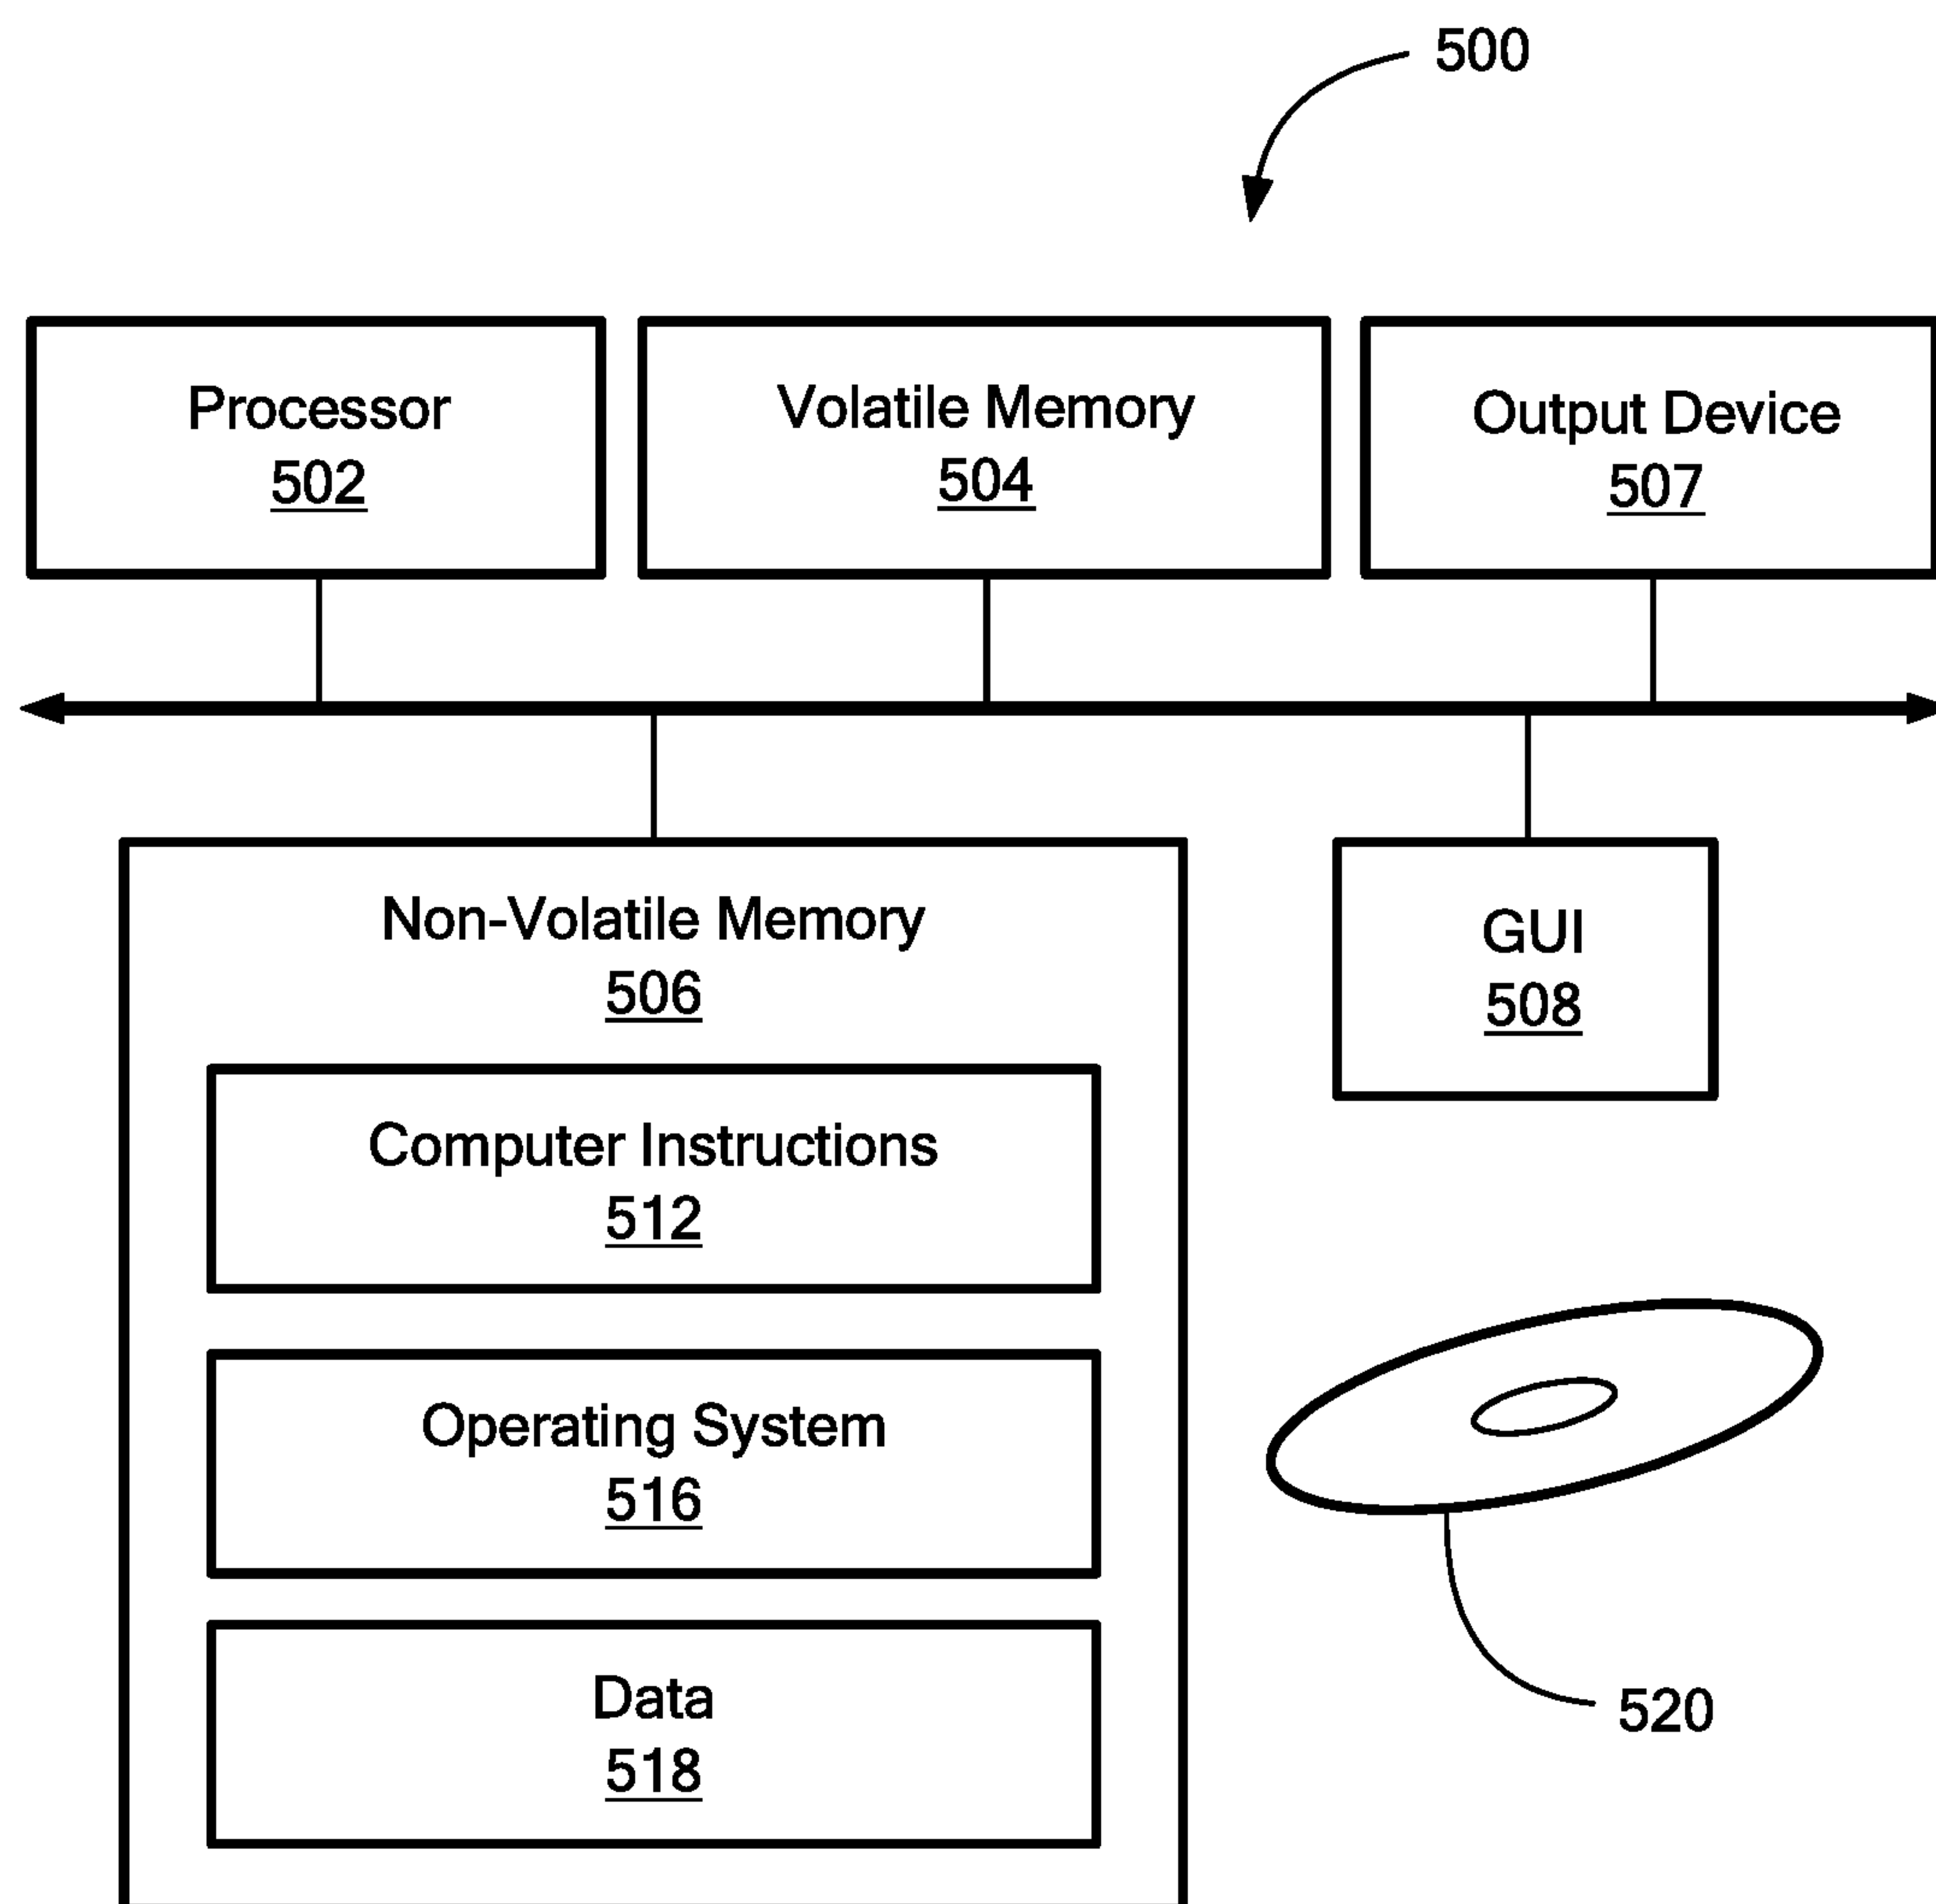 500
Processor
502
Volatile Memory
504
Output Device
507
Non-Volatile Memory
506
GUI
508
Computer Instructions
512
Operating System
516
Data
518
520